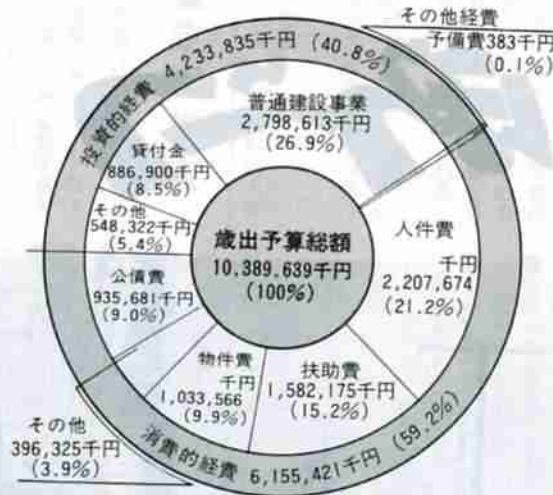 その他経費
予備費383千円
(0.1%)
投資的経費 4,233,835千円 (40.8%)
普通建設事業
2,798,613千円
(26.9%)
貸付金
886,900千円
(8.5%)
その他
548,322千円
(5.4%)
歳出予算総額
10.389.639千円
(100%)
人件費
千円
2,207,674
(21.2%)
公債費
935,681千円
(9.0%)
物件費
千円
1,033,566
(9.9%)
扶助費
1,582,175千円
(15.2%)
その他
396,325千円
(3.9%)
消費的経費 6,155,421千円 (59.2%)